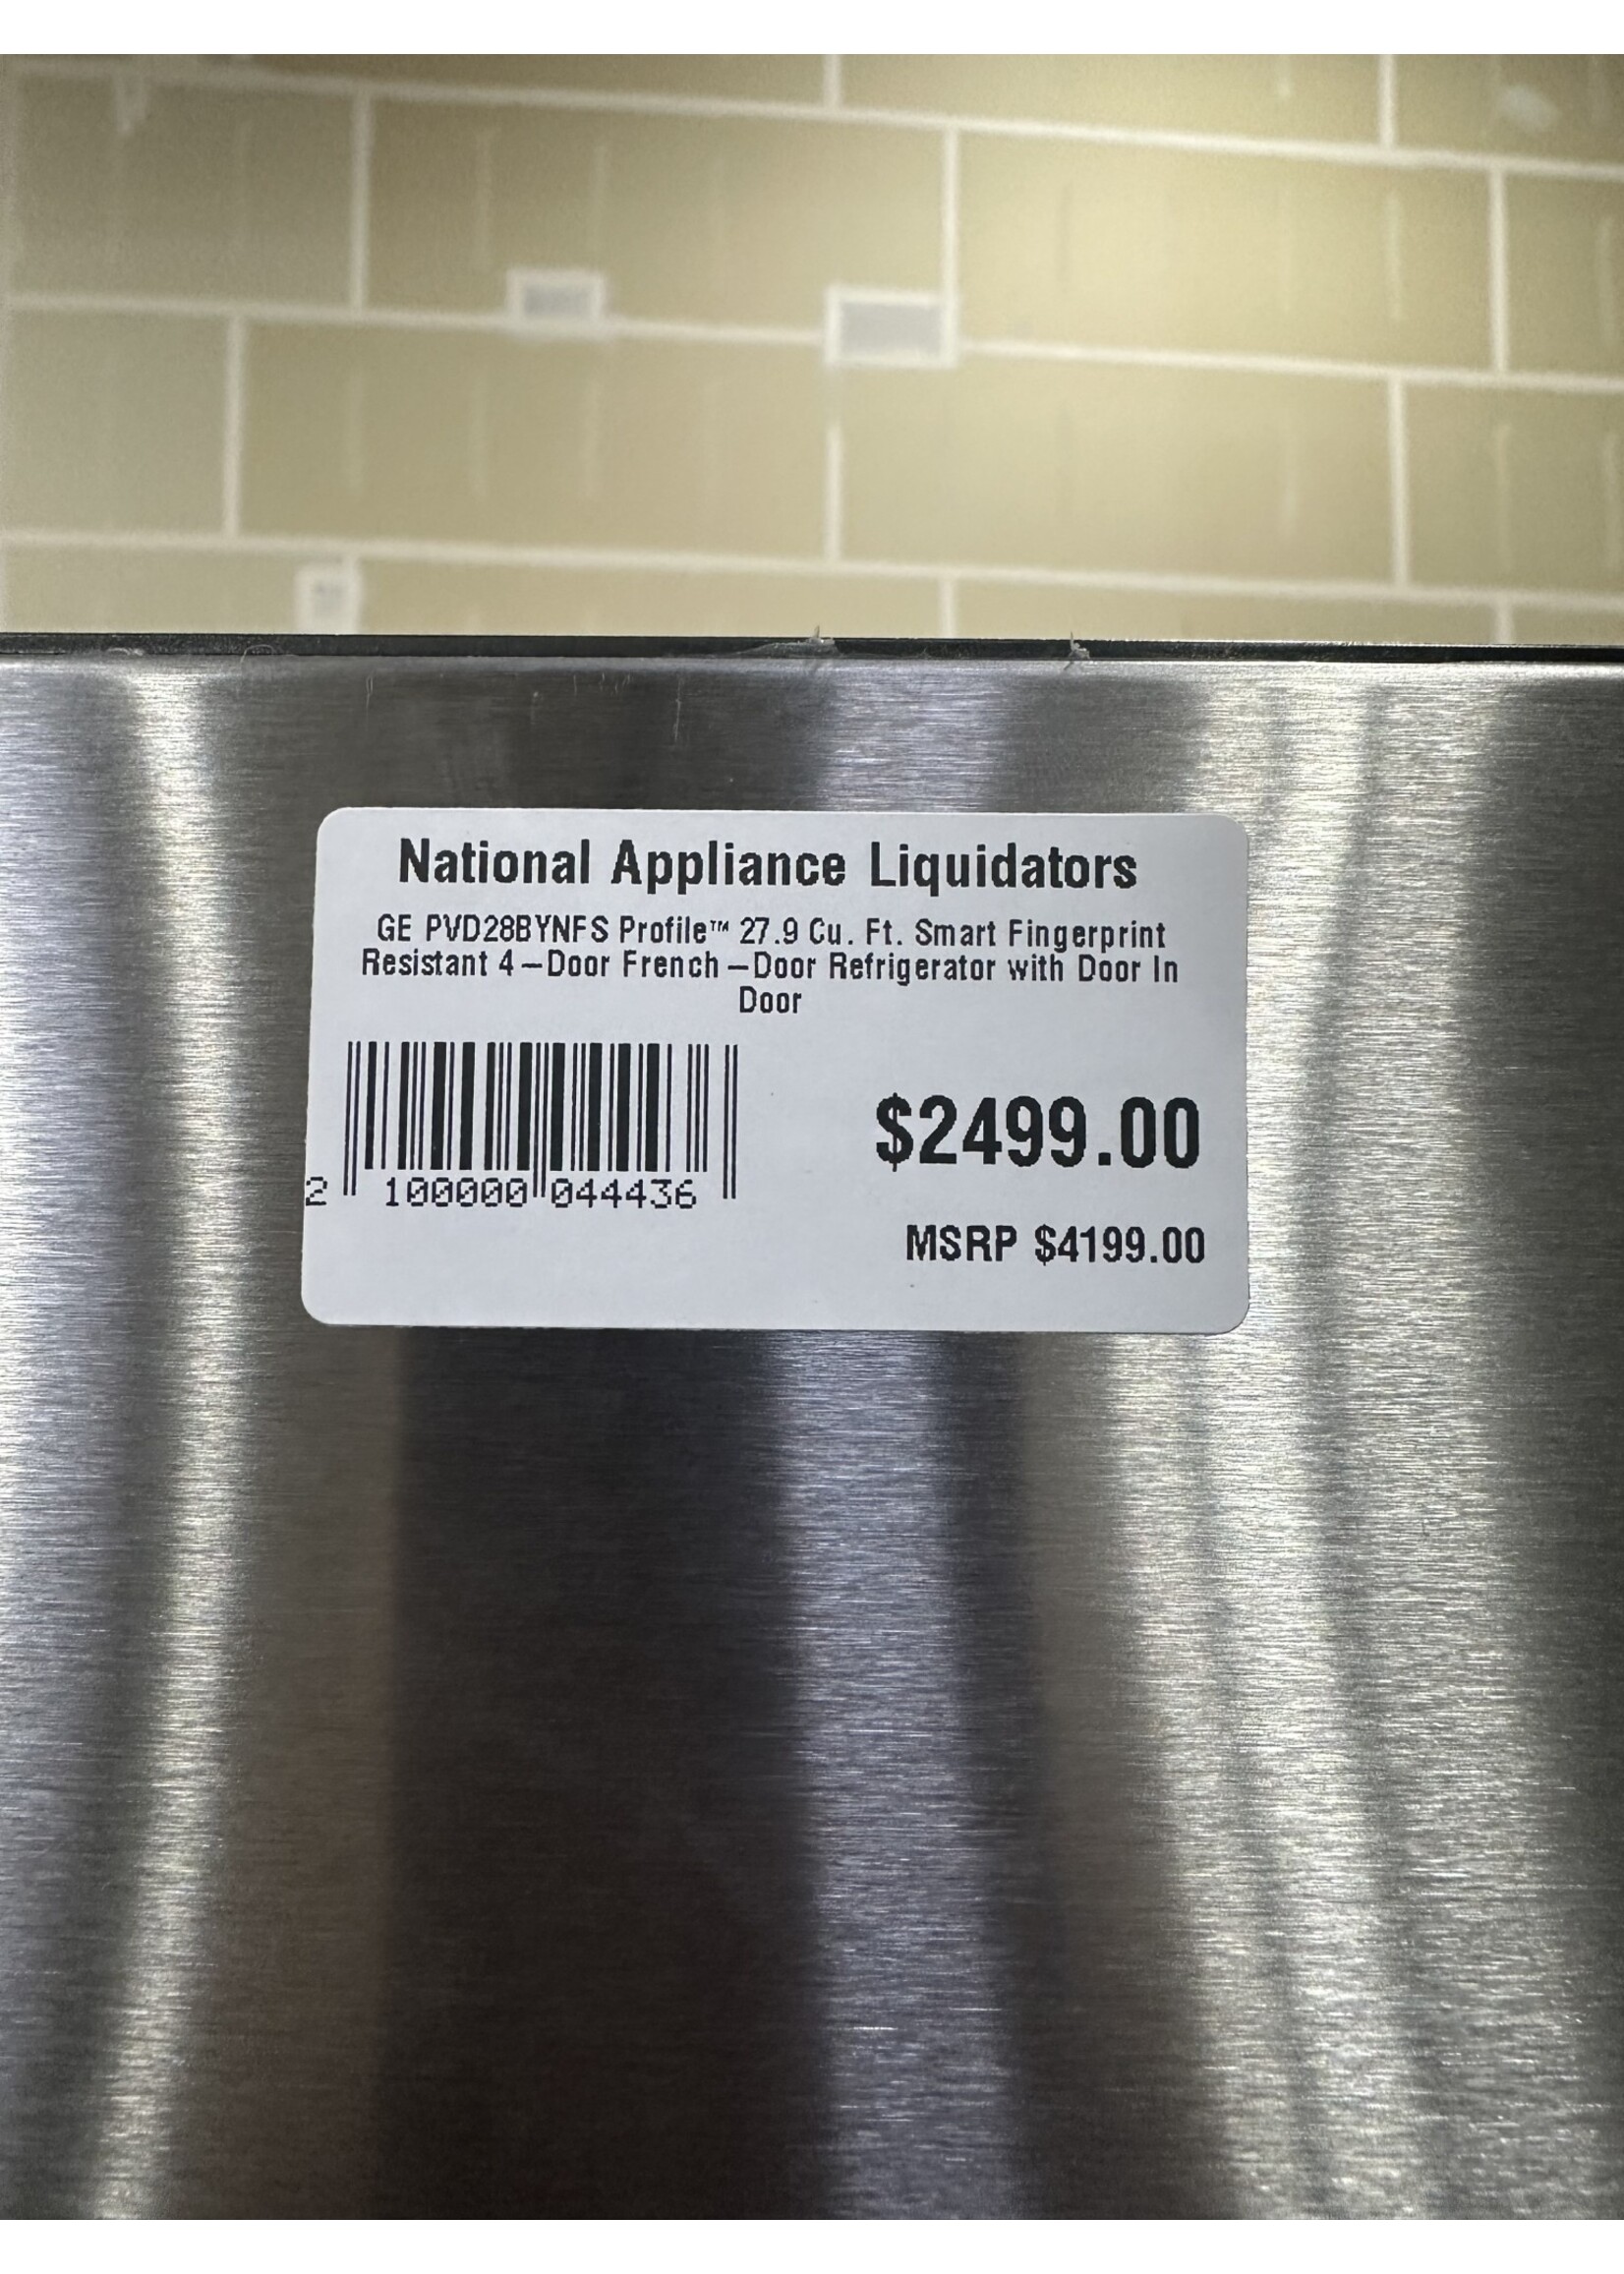 National Appliance Liquidators
GE PVD28BYNFS Profile™ 27.9 Cu. Ft. Smart Fingerprint
Resistant 4-Door French-Door Refrigerator with Door In
Door
$2499.00
2 100000 044436
MSRP $4199.00